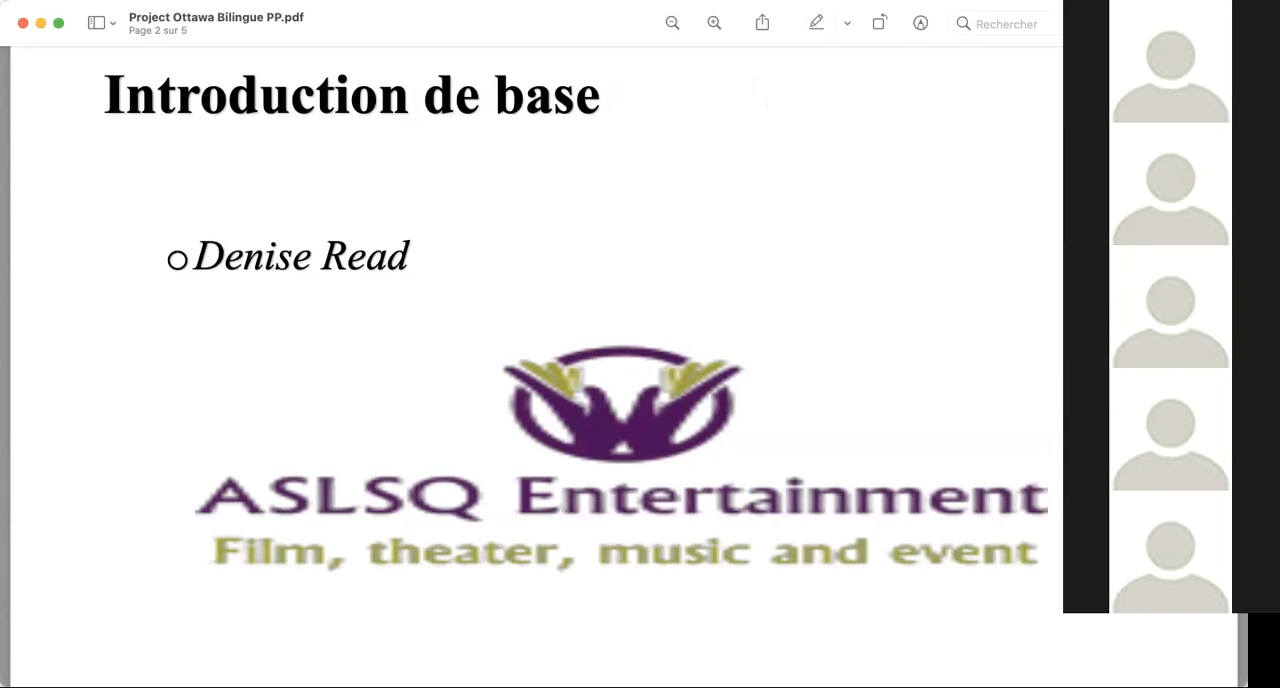 Project Ottawa Bilingue PP.pdf
Page 2 sur 5
Rechercher
Introduction de base
Denise Read
ASLSQ Entertainment
Film, theater, music and event